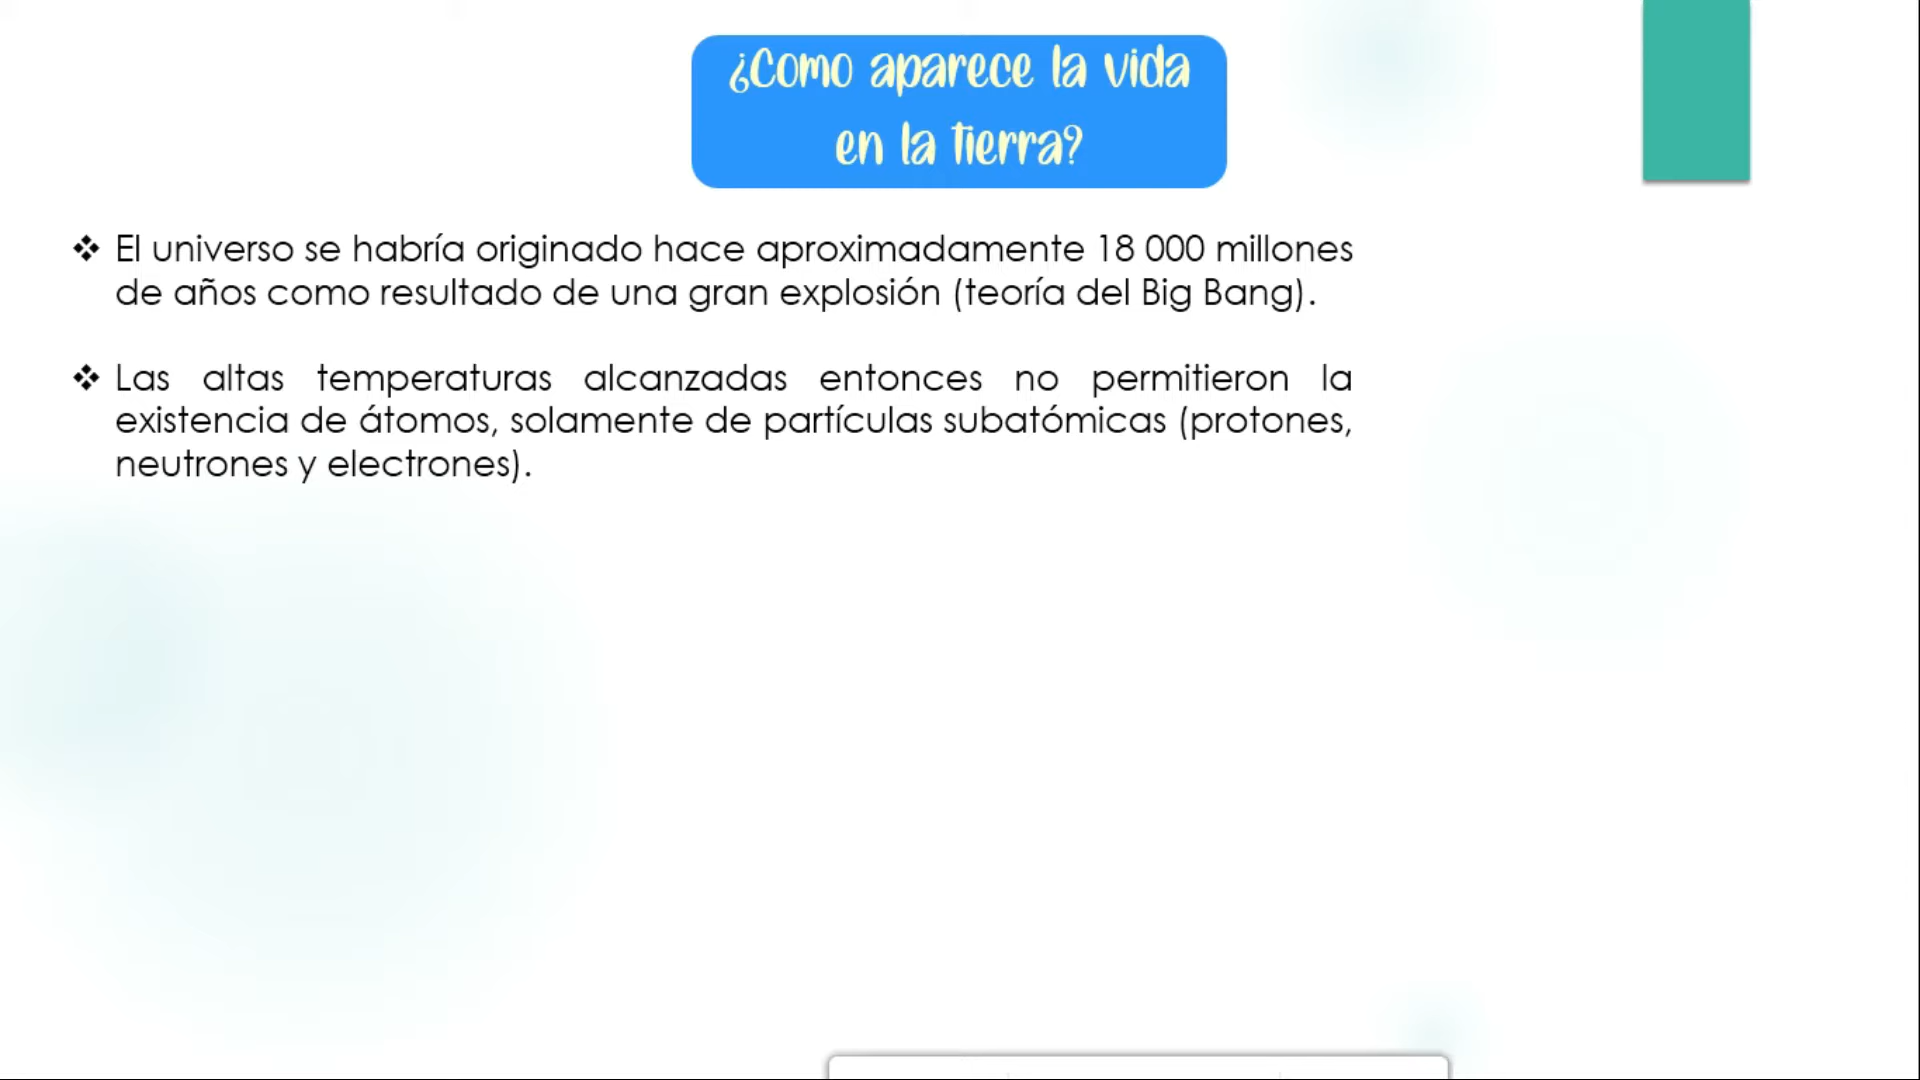 ¿Como aparece la vida
en la tierra?
❖ El universo se habría originado hace aproximadamente 18 000 millones
de años como resultado de una gran explosión (teoría del Big Bang).
❖ Las altas temperaturas alcanzadas entonces no permitieron la
existencia de átomos, solamente de partículas subatómicas (protones,
neutrones y electrones).